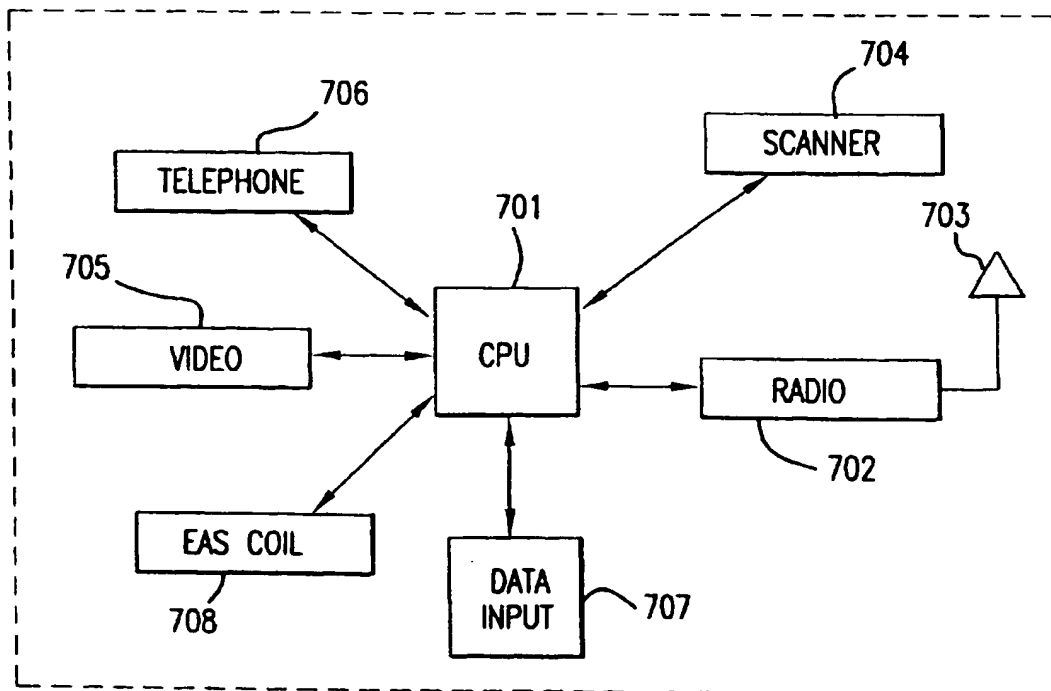 704
SCANNER
706
TELEPHONE
701
703
705
VIDEO
CPU
RADIO
702
EAS COIL
708
DATA
INPUT
707